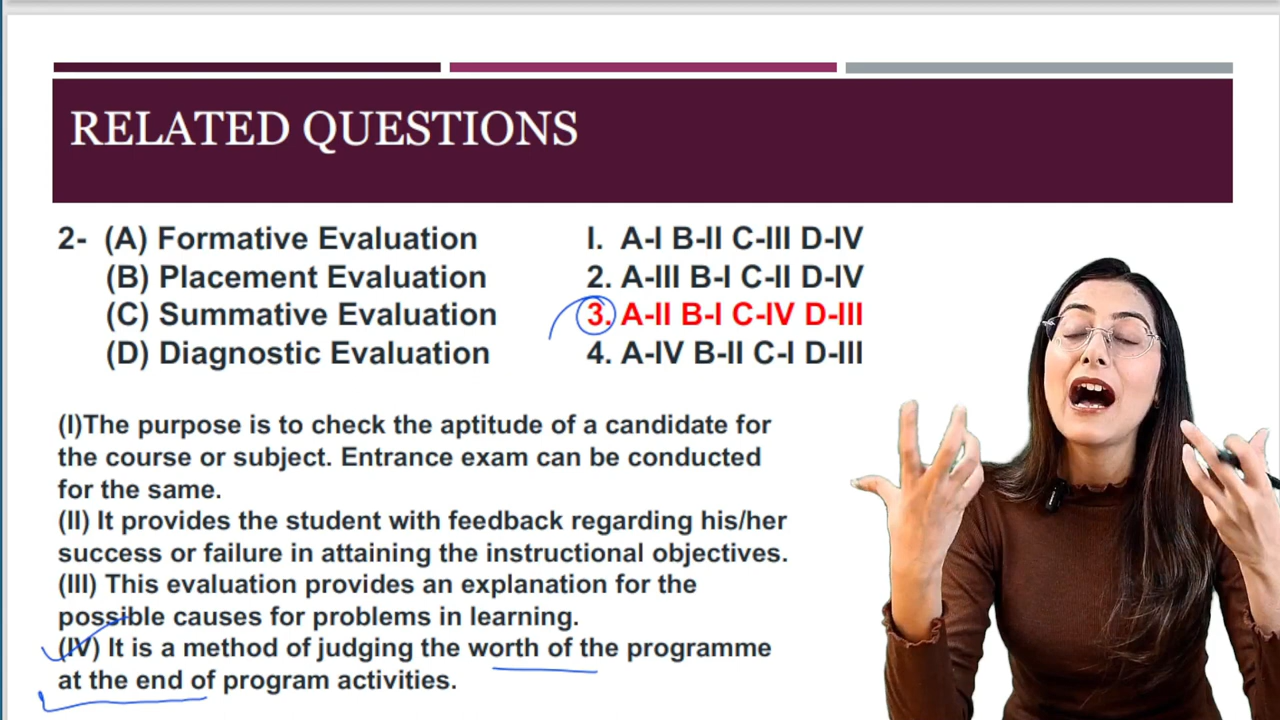 RELATED QUESTIONS
2- (A) Formative Evaluation
(B) Placement Evaluation
(C) Summative Evaluation
(D) Diagnostic Evaluation
I. A-I B-II C-III D-IV
2. A-III B-I C-II D-IV
3. A-II B-I C-IV D-III
4. A-IV B-II C-I D-III
(I)The purpose is to check the aptitude of a candidate for
the course or subject. Entrance exam can be conducted
for the same.
(II) It provides the student with feedback regarding his/her
success or failure in attaining the instructional objectives.
(III) This evaluation provides an explanation for the
possible causes for problems in learning.
(IV) It is a method of judging the worth of the programme
at the end of program activities.